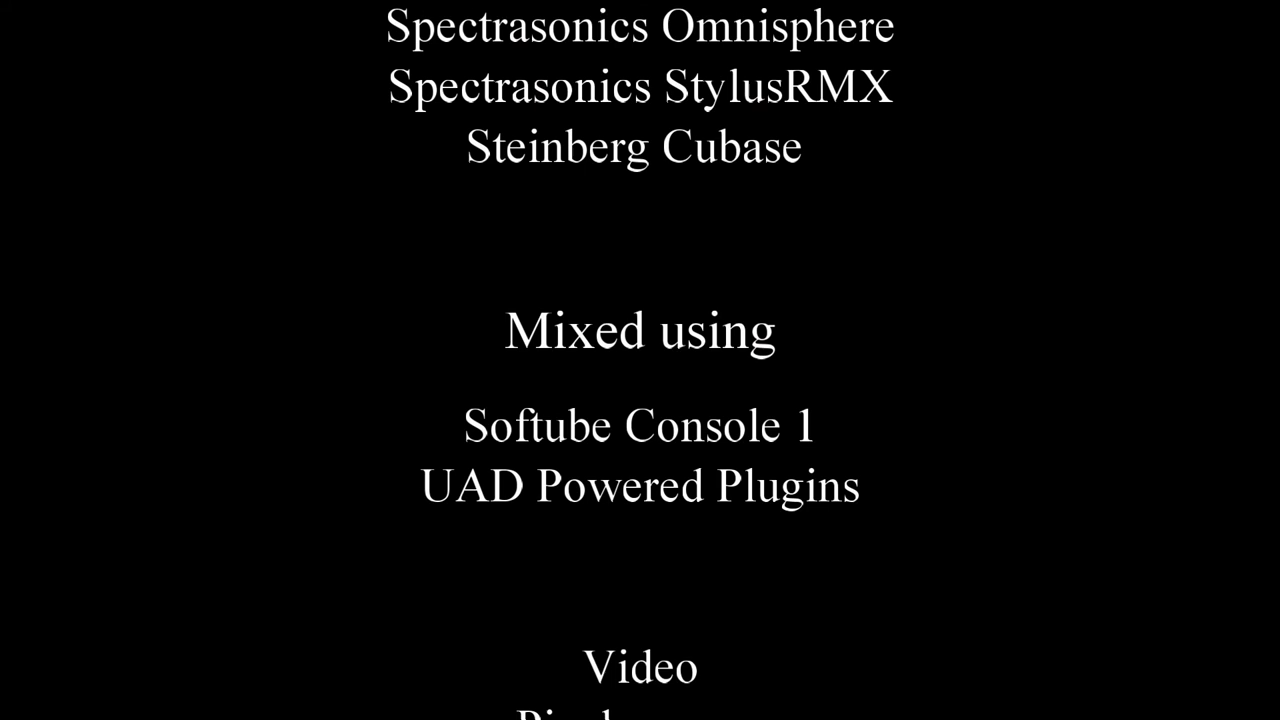 Spectrasonics Omnisphere
Spectrasonics StylusRMX
Steinberg Cubase
Mixed using
Softube Console 1
UAD Powered Plugins
Video